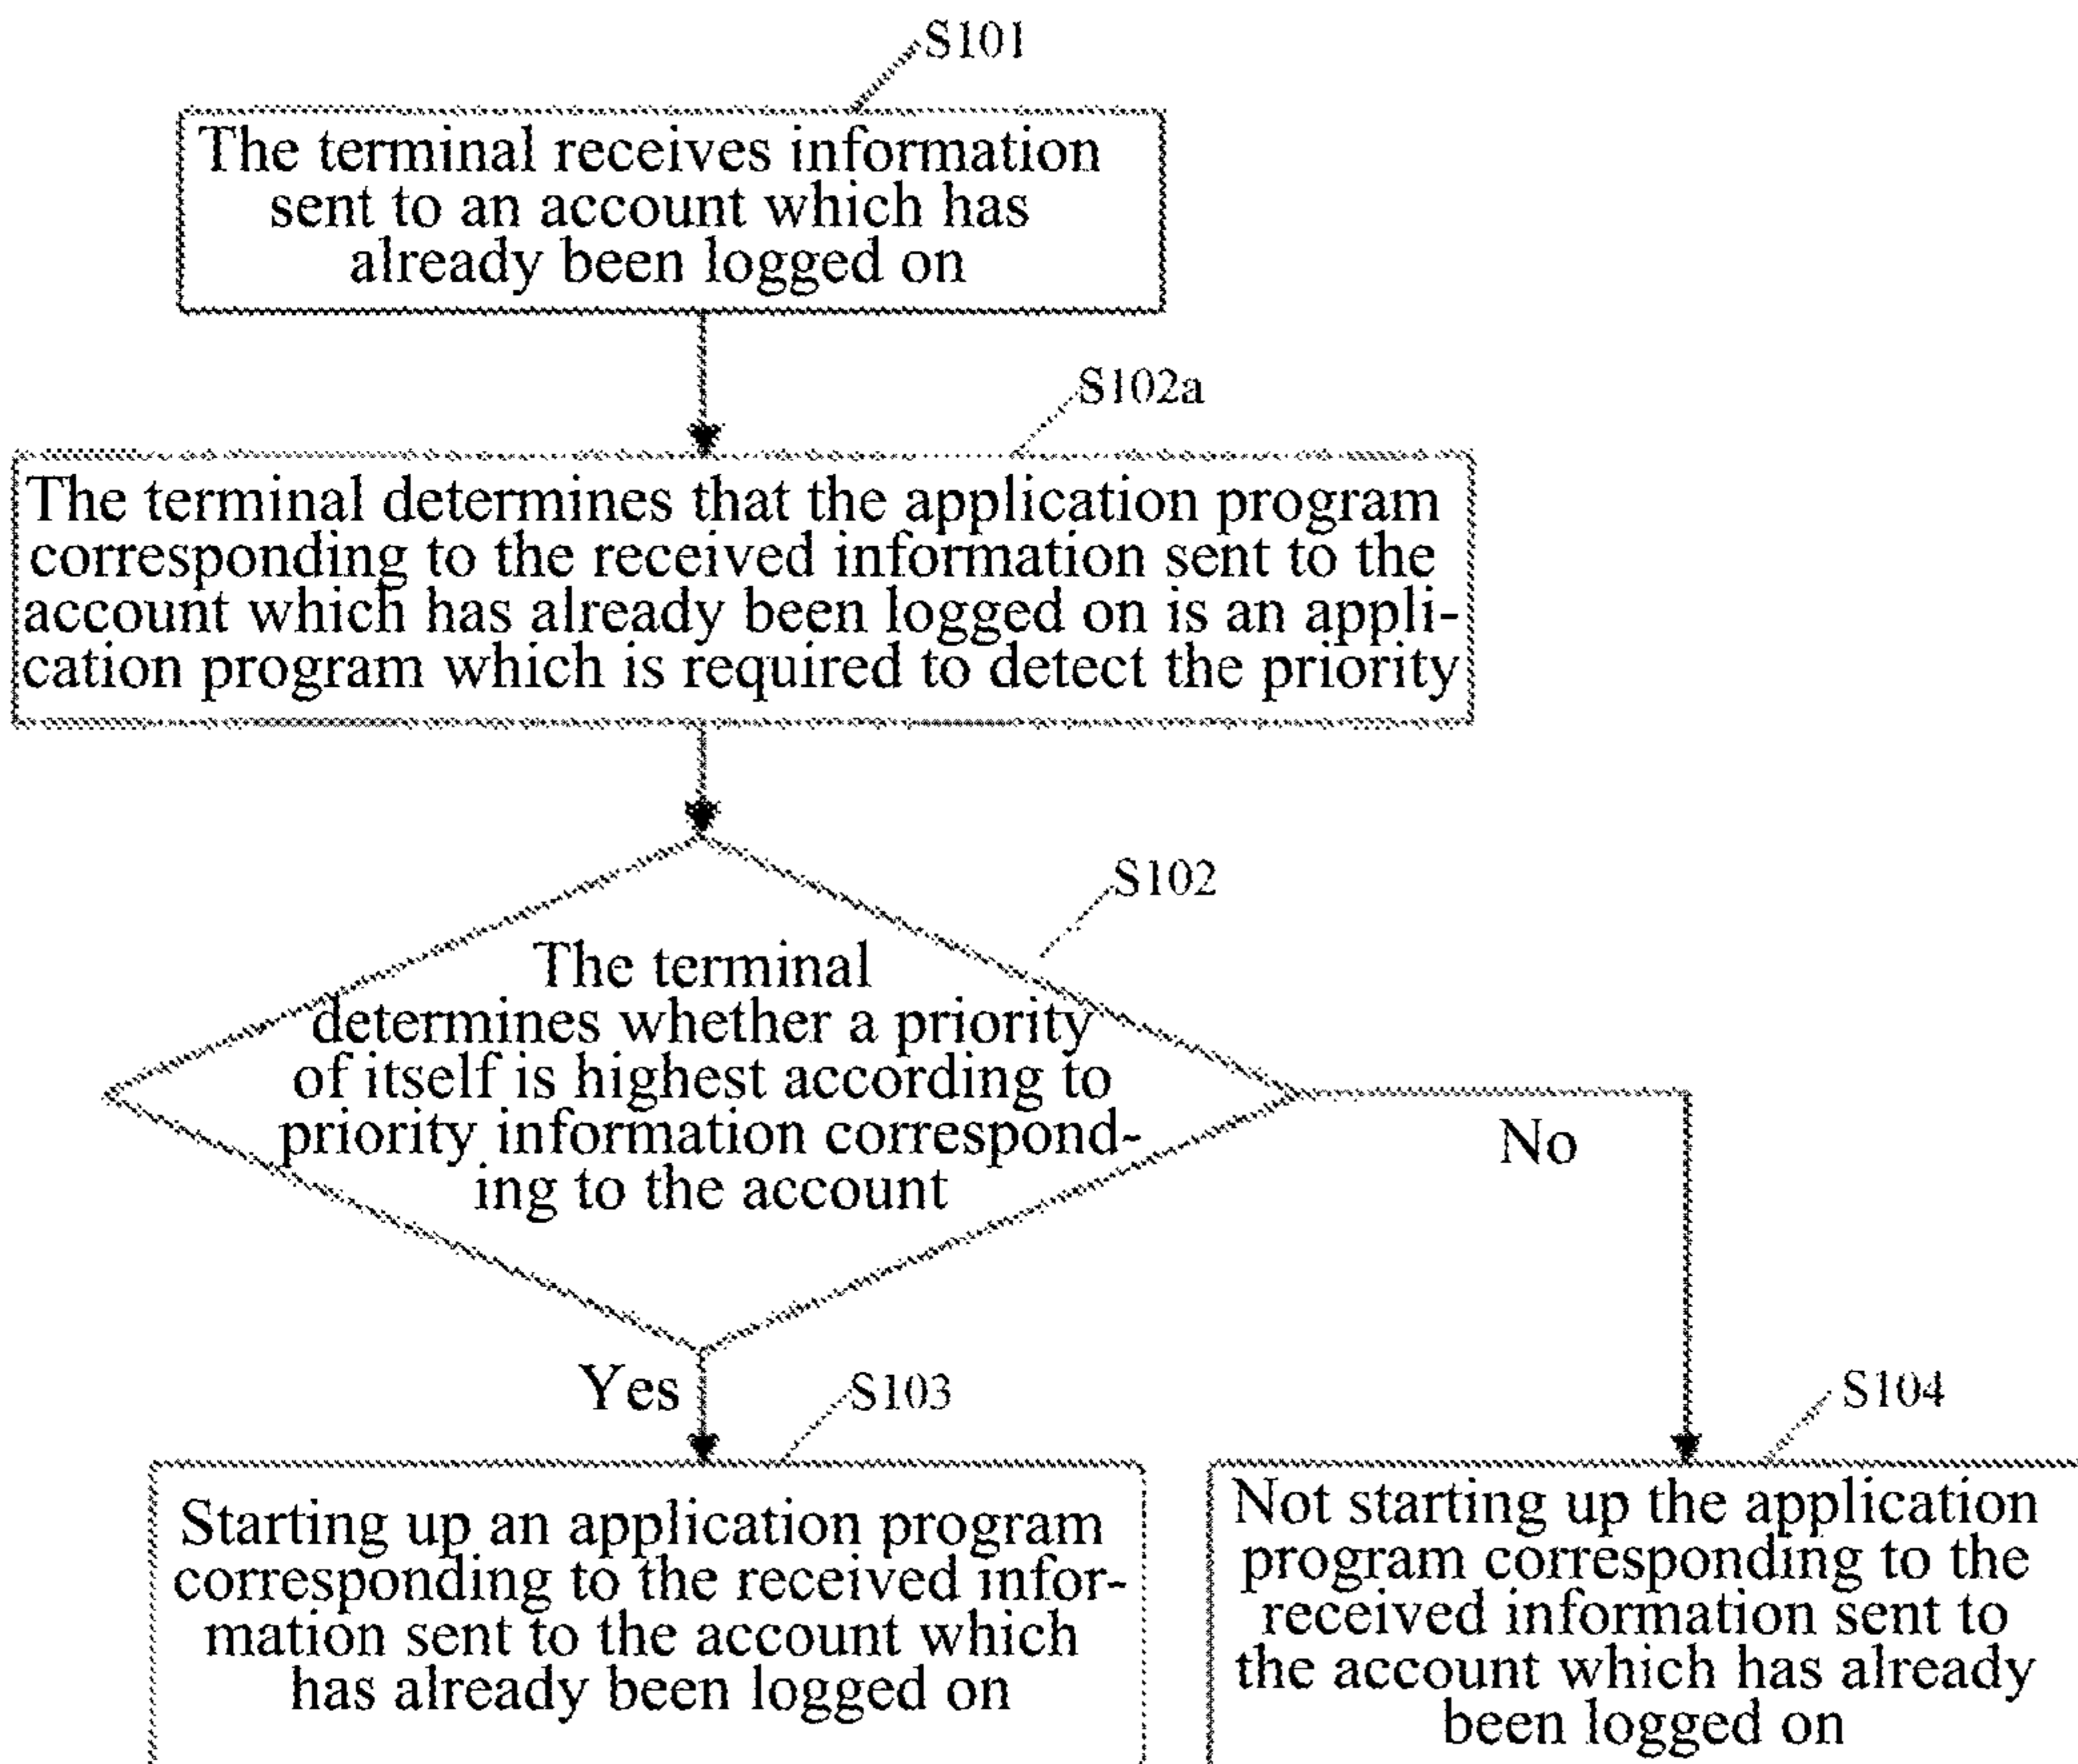 S101
The terminal receives information
sent to an account which has
already been logged on
S102a
The terminal determines that the application program
corresponding to the received information sent to the
account which has already been logged on is an appli-
cation program which is required to detect the priority
S102
The terminal
determines whether a priority
of itself is highest according to
priority information correspond-
ing to the account
No
Yes
S103
Starting up an application program
corresponding to the received infor-
mation sent to the account which
has already been logged on
S104
Not starting up the application
program corresponding to the
received information sent to
the account which has already
been logged on